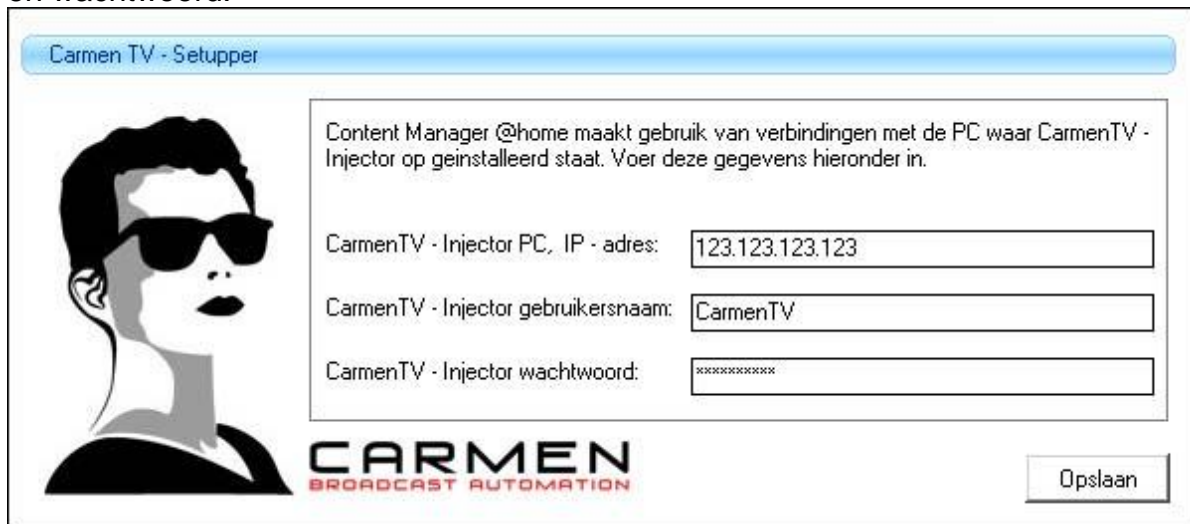 en wachtwoord.
Carmen TV - Setupper
Content Manager @home maakt gebruik van verbindingen met de PC waar CarmenTV -
Injector op geinstalleerd staat. Voer deze gegevens hieronder in.
CarmenTV - Injector PC, IP - adres: 123.123.123.123
CarmenTV - Injector gebruikersnaam: CarmenTV
CarmenTV - Injector wachtwoord: **********
CARMEN
BROADCAST AUTOMATION
Opslaan